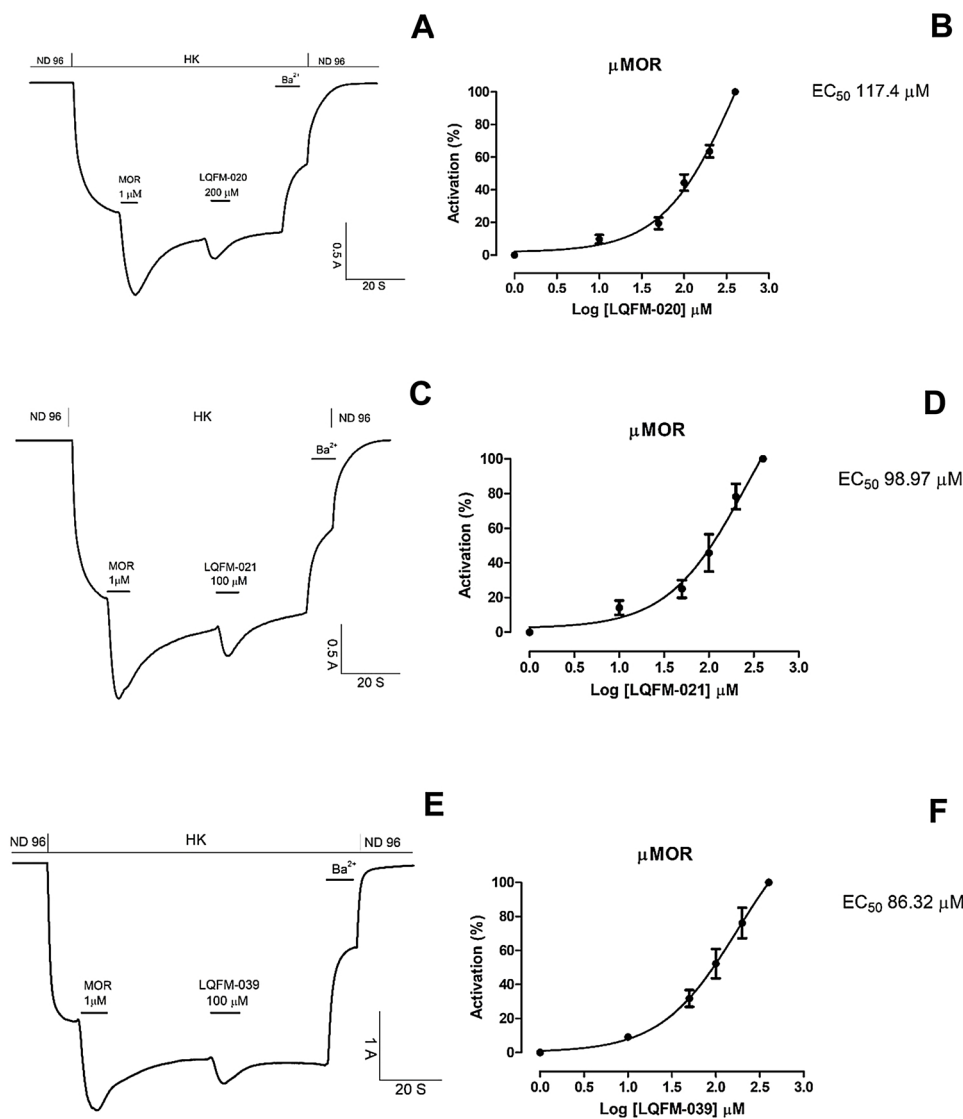 A
ND 96
HK
ND 96
Ba²⁺
MOR
1 μM
LQFM-020
200 μM
0.5 A
20 S
B
μMOR
EC₅₀ 117.4 μM
Activation (%)
100
80
60
40
20
0
0.0 0.5 1.0 1.5 2.0 2.5 3.0
Log [LQFM-020] μM
C
ND 96
HK
ND 96
Ba²⁺
MOR
1μM
LQFM-021
100 μM
0.5 A
20 S
D
μMOR
EC₅₀ 98.97 μM
Activation (%)
100
80
60
40
20
0
0.0 0.5 1.0 1.5 2.0 2.5 3.0
Log [LQFM-021] μM
E
ND 96
HK
ND 96
Ba²⁺
MOR
1μM
LQFM-039
100 μM
1 A
20 S
F
μMOR
EC₅₀ 86.32 μM
Activation (%)
100
80
60
40
20
0
0.0 0.5 1.0 1.5 2.0 2.5 3.0
Log [LQFM-039] μM